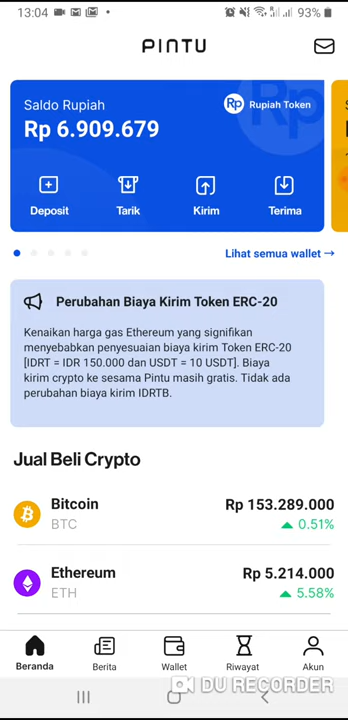 13:04
93%
PINTU
Saldo Rupiah
Rp Rupiah Token
Rp 6.909.679
Deposit
Tarik
Kirim
Terima
Lihat semua wallet →
Perubahan Biaya Kirim Token ERC-20
Kenaikan harga gas Ethereum yang signifikan
menyebabkan penyesuaian biaya kirim Token ERC-20
[IDRT = IDR 150.000 dan USDT = 10 USDT]. Biaya
kirim crypto ke sesama Pintu masih gratis. Tidak ada
perubahan biaya kirim IDRTB.
Jual Beli Crypto
Bitcoin
Rp 153.289.000
BTC
0.51%
Ethereum
Rp 5.214.000
ETH
5.58%
Beranda
Berita
Wallet
Riwayat
Akun
DU RECORDER